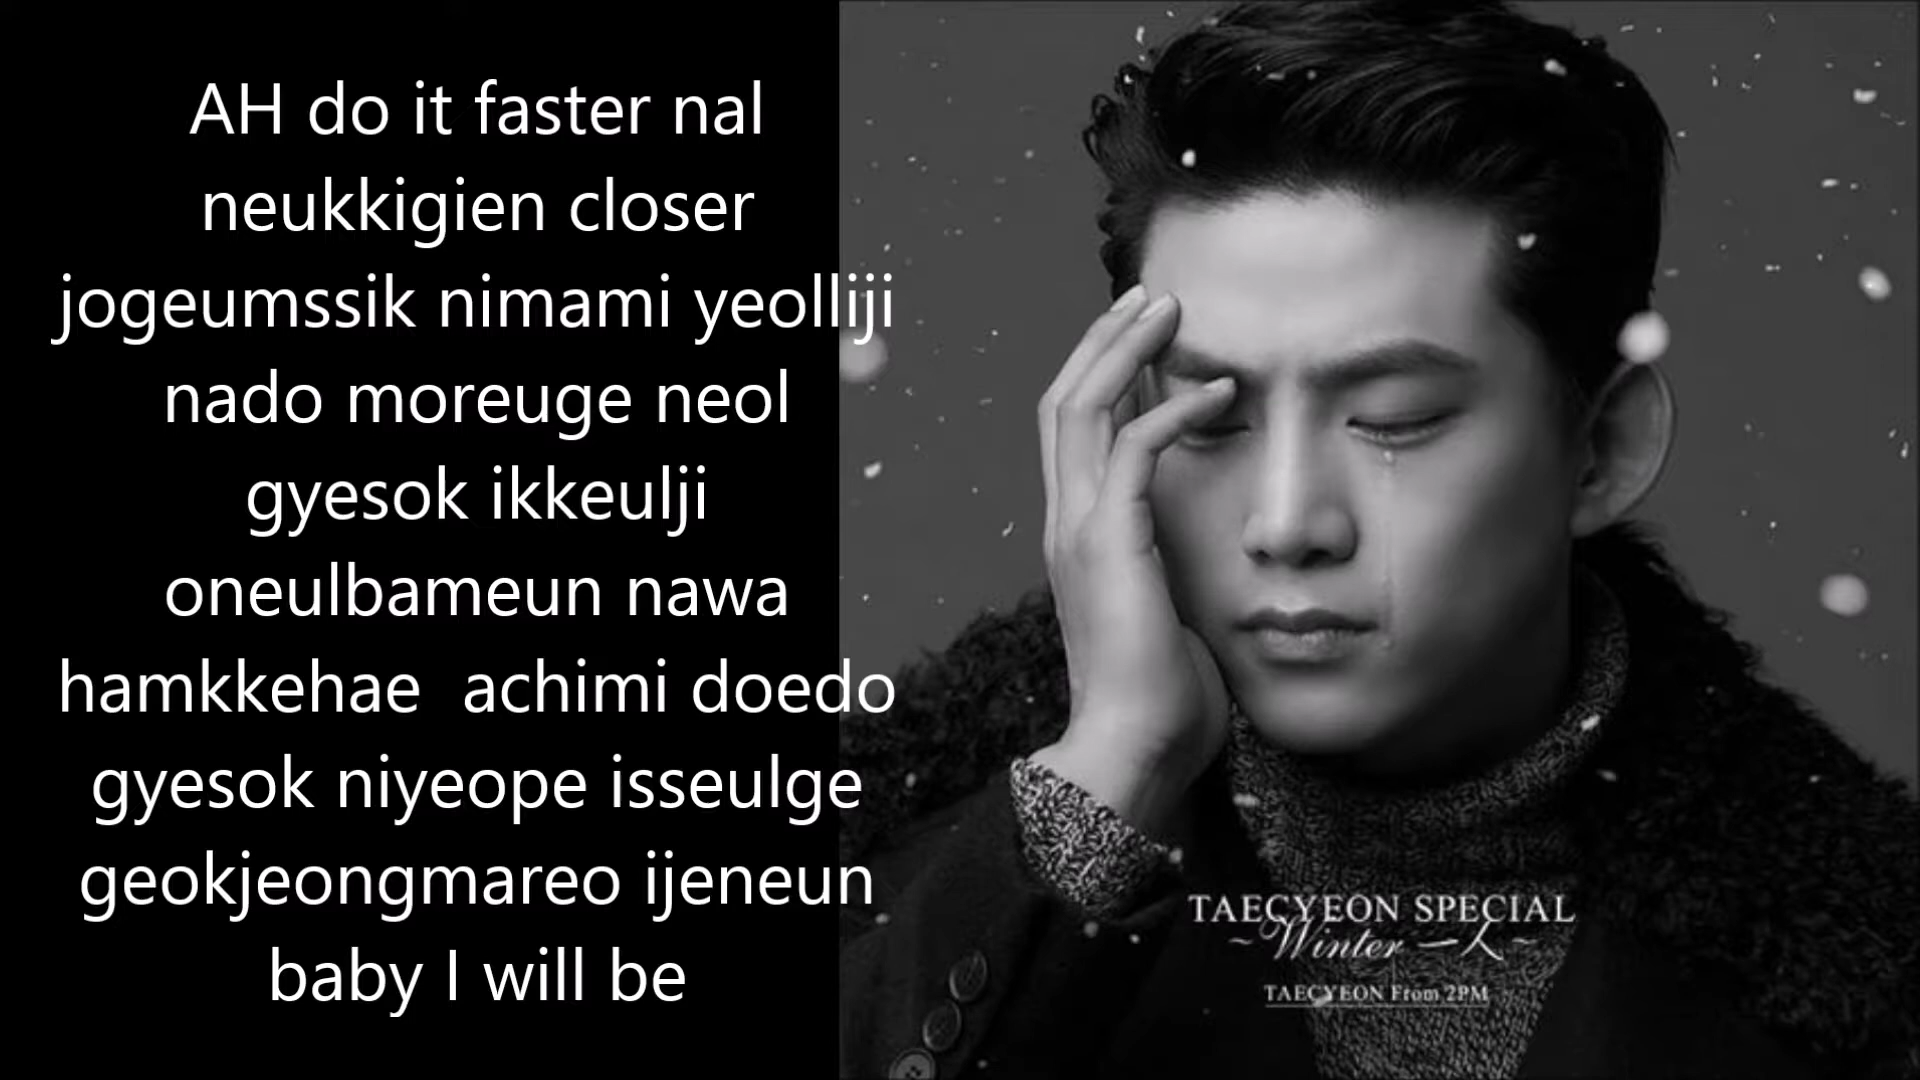 AH do it faster nal
neukkigien closer
jogeumssik nimami yeolliji
nado moreuge neol
gyesok ikkeulji
oneulbameun nawa
hamkkehae  achimi doedo
gyesok niyeope isseulge
geokjeongmareo ijeneun
baby I will be
TAECYEON SPECIAL
~Winter 一人~
TAECYEON From 2PM